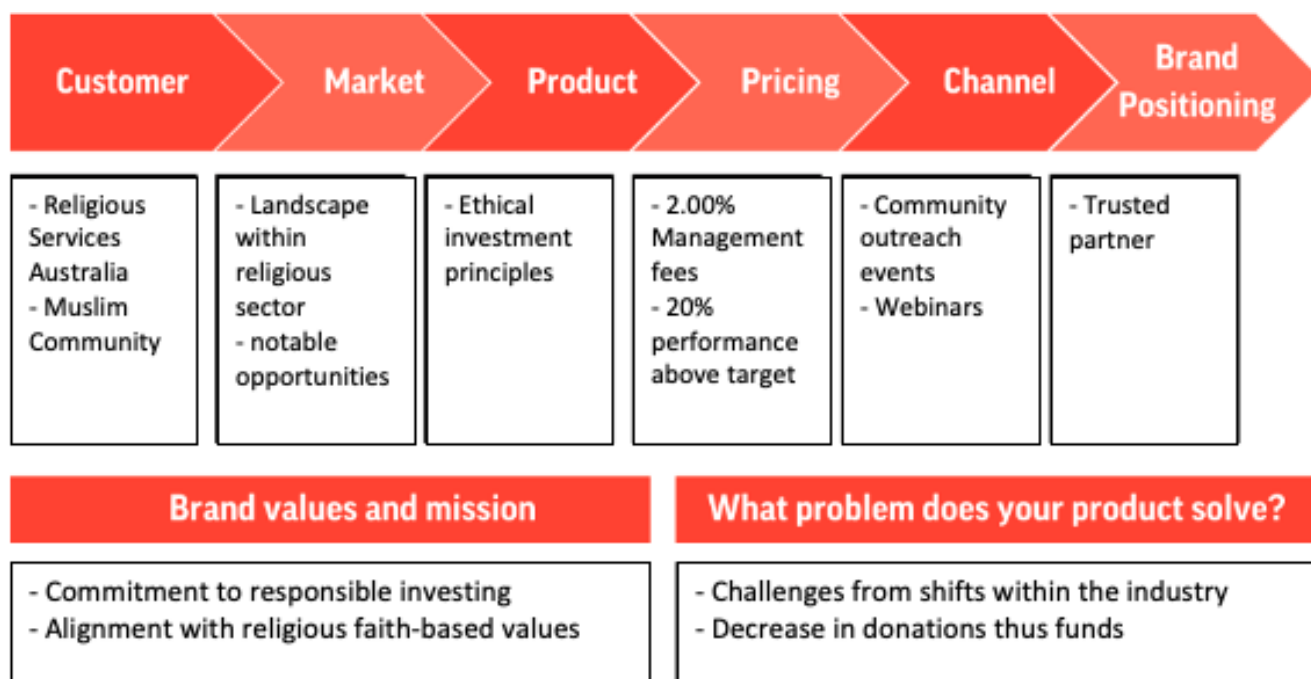 Customer
Market
Product
Pricing
Channel
Brand
Positioning
- Religious
Services
Australia
- Muslim
Community
- Landscape
within
religious
sector
- notable
opportunities
- Ethical
investment
principles
- 2.00%
Management
fees
- 20%
performance
above target
- Community
outreach
events
- Webinars
- Trusted
partner
Brand values and mission
- Commitment to responsible investing
- Alignment with religious faith-based values
What problem does your product solve?
- Challenges from shifts within the industry
- Decrease in donations thus funds